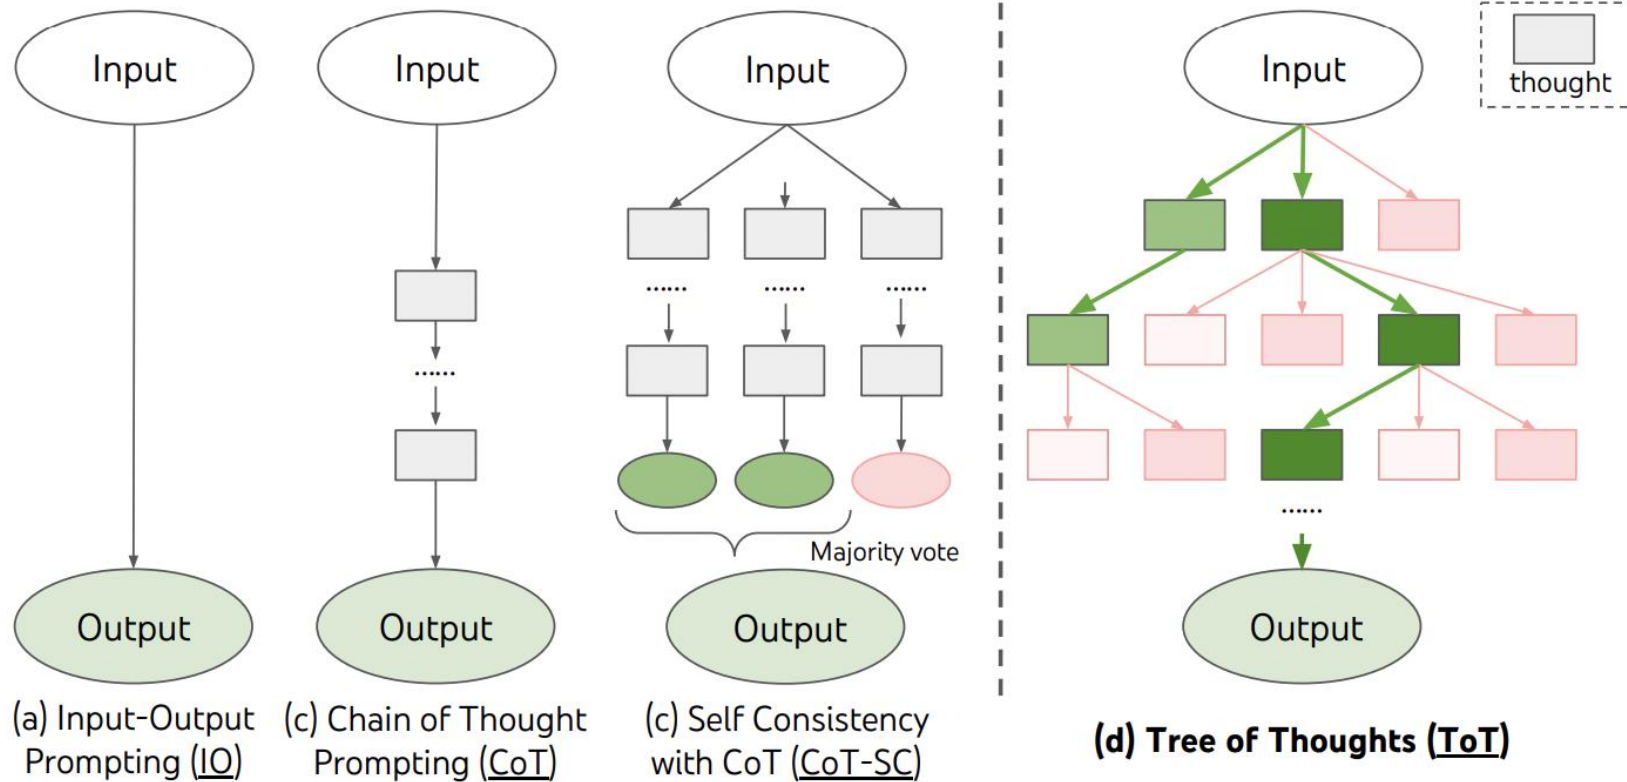 Input
Input
Input
Input
thought
......
......
......
......
......
Majority vote
Output
Output
Output
Output
(a) Input-Output
Prompting (IO)
(c) Chain of Thought
Prompting (CoT)
(c) Self Consistency
with CoT (CoT-SC)
(d) Tree of Thoughts (ToT)